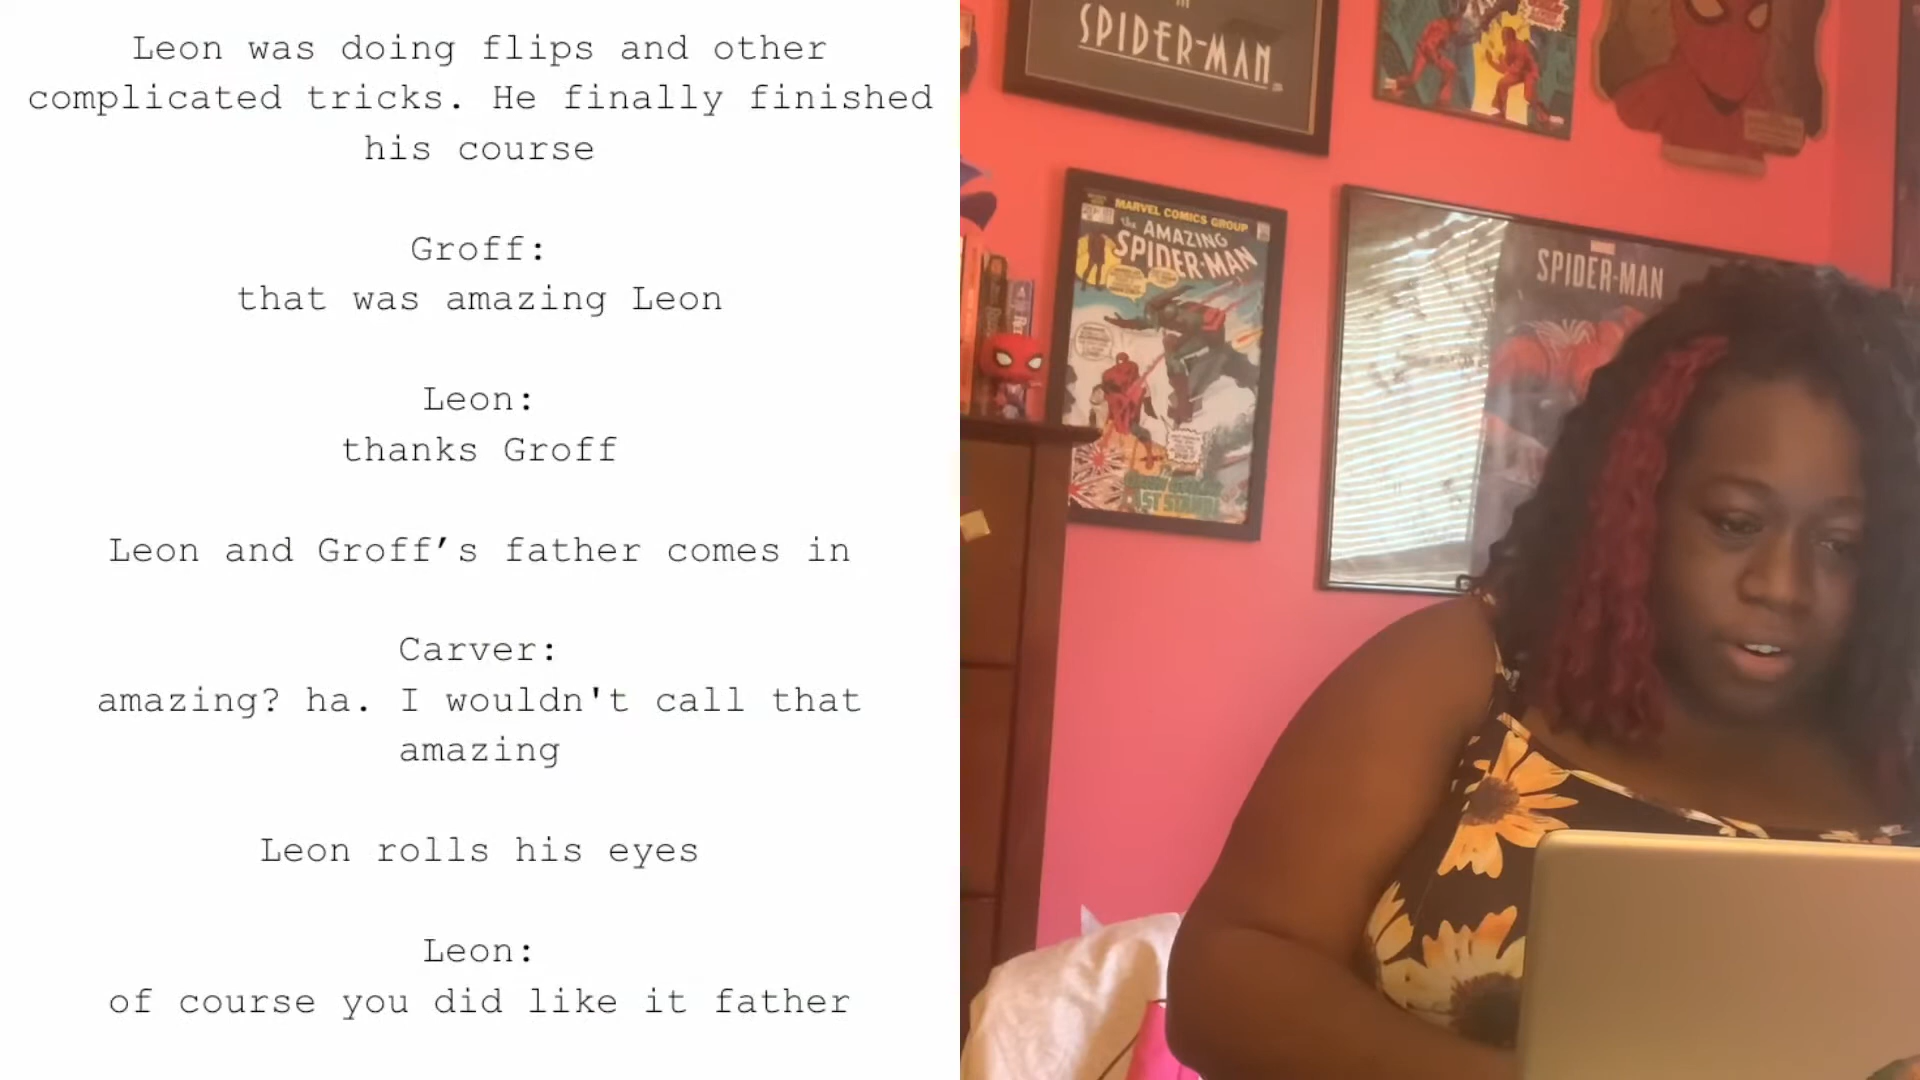 Leon was doing flips and other
complicated tricks. He finally finished
his course
Groff:
that was amazing Leon
Leon:
thanks Groff
Leon and Groff’s father comes in
Carver:
amazing? ha. I wouldn't call that
amazing
Leon rolls his eyes
Leon:
of course you did like it father
SPIDER-MAN
MARVEL COMICS GROUP
the AMAZING
SPIDER-MAN
SPIDER-MAN